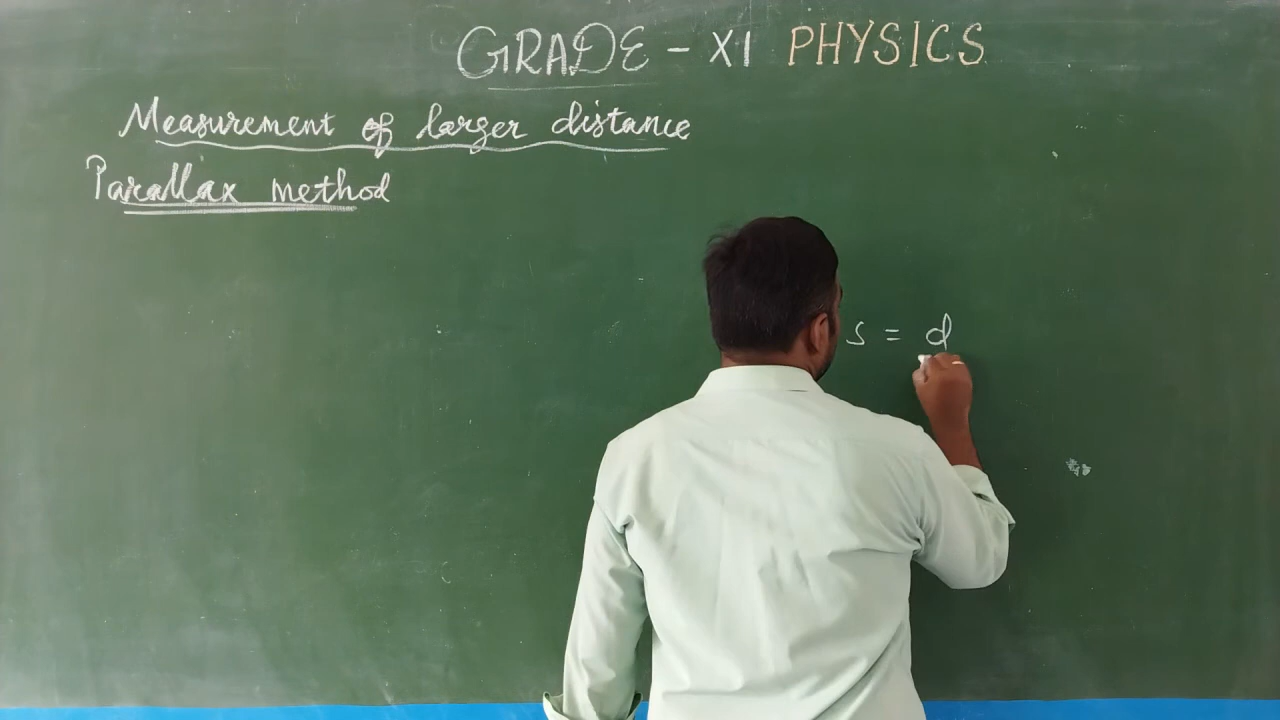 GRADE - XI PHYSICS
Measurement of larger distance
Parallax method
s = d